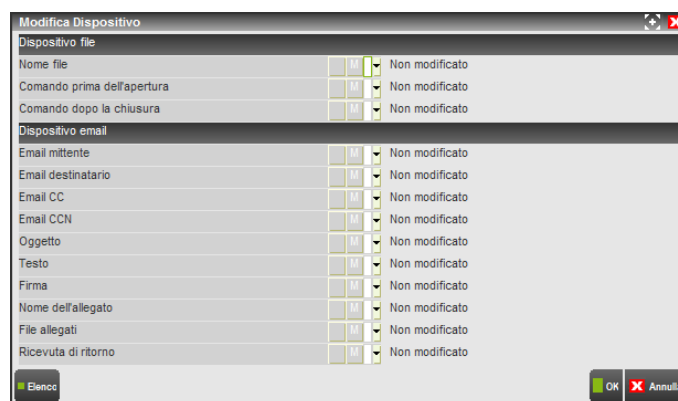 Modifica Dispositivo
Dispositivo file
Nome file M Non modificato
Comando prima dell'apertura M Non modificato
Comando dopo la chiusura M Non modificato
Dispositivo email
Email mittente M Non modificato
Email destinatario M Non modificato
Email CC M Non modificato
Email CCN M Non modificato
Oggetto M Non modificato
Testo M Non modificato
Firma M Non modificato
Nome dell'allegato M Non modificato
File allegati M Non modificato
Ricevuta di ritorno M Non modificato
Elenco OK Annulla